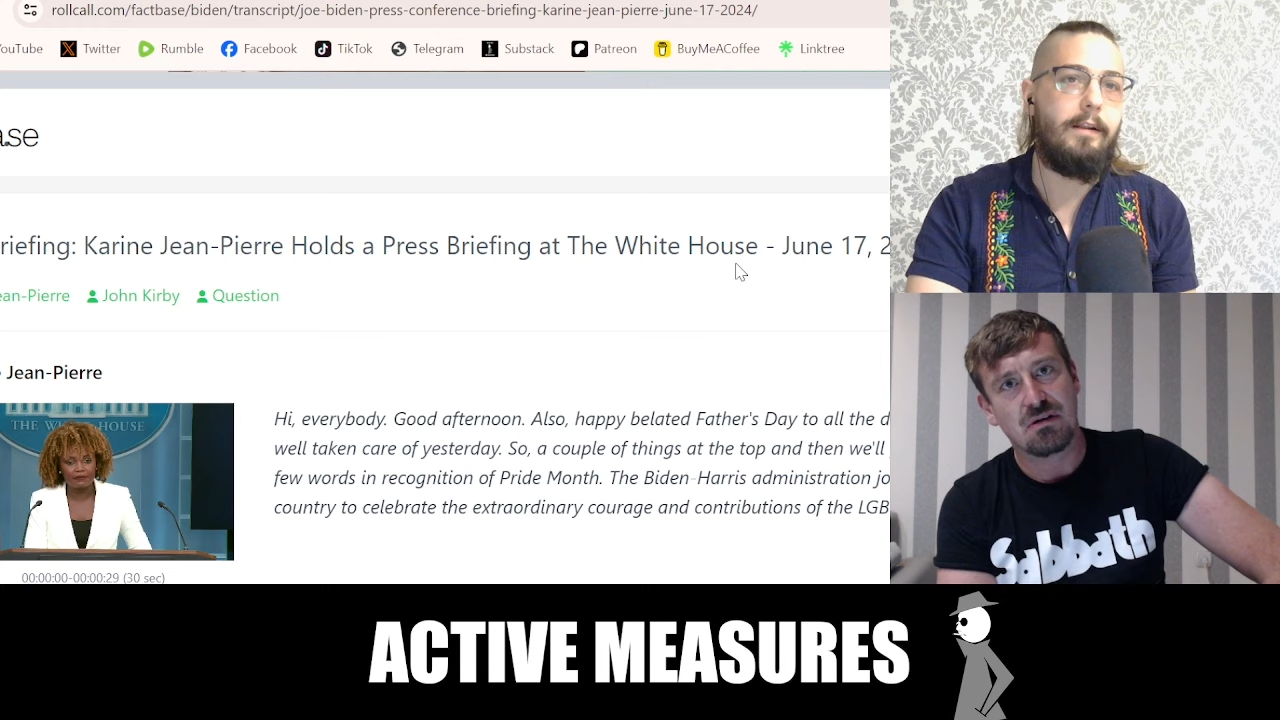 rollcall.com/factbase/biden/transcript/joe-biden-press-conference-briefing-karine-jean-pierre-june-17-2024/
YouTube Twitter Rumble Facebook TikTok Telegram Substack Patreon BuyMeACoffee Linktree
ase
riefing: Karine Jean-Pierre Holds a Press Briefing at The White House - June 17, 2
ean-Pierre John Kirby Question
Jean-Pierre
THE WHITE HOUSE
Hi, everybody. Good afternoon. Also, happy belated Father's Day to all the d
well taken care of yesterday. So, a couple of things at the top and then we'll
few words in recognition of Pride Month. The Biden-Harris administration jo
country to celebrate the extraordinary courage and contributions of the LGB
00:00:00-00:00:29 (30 sec)
Sabbath
ACTIVE MEASURES